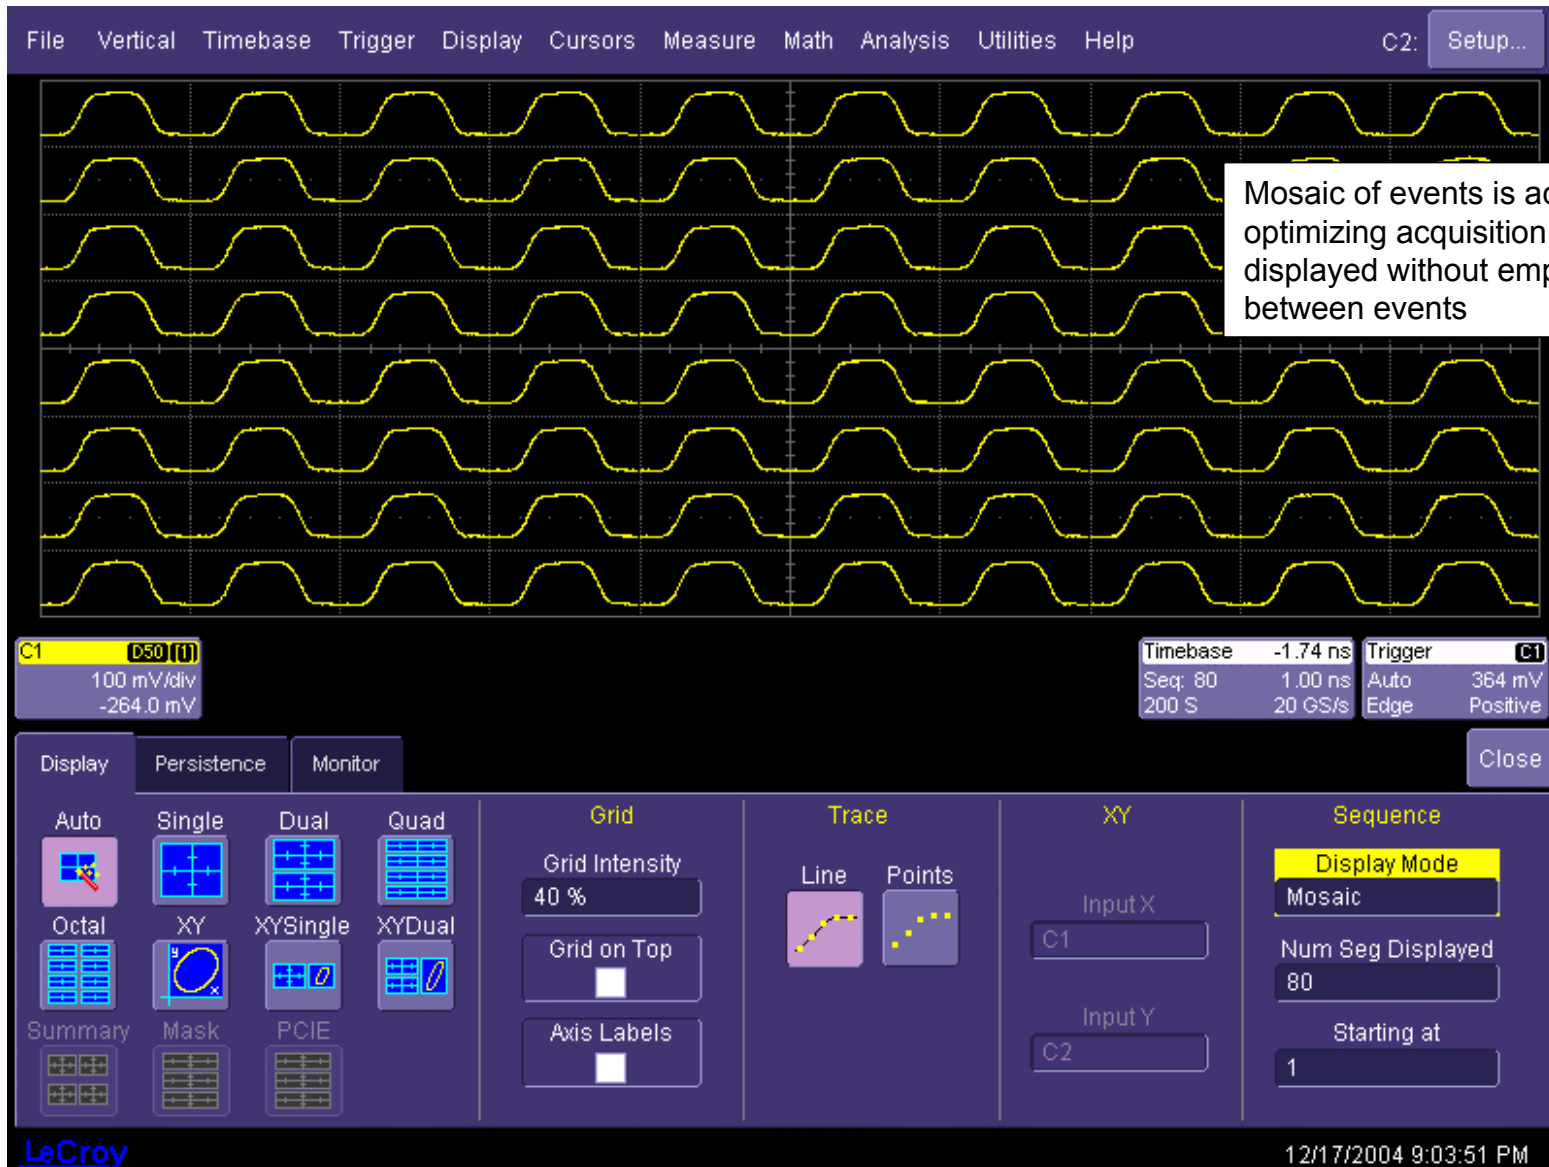 File Vertical Timebase Trigger Display Cursors Measure Math Analysis Utilities Help C2: Setup...
Mosaic of events is
optimizing acquisition
displayed without
between events
C1 D50 [1]
100 mV/div
-264.0 mV
Timebase -1.74 ns
Seq: 80 1.00 ns
200 S 20 GS/s
Trigger C1
Auto 364 mV
Edge Positive
Display Persistence Monitor Close
Auto Single Dual Quad
Octal XY XYSingle XYDual
Summary Mask PCIE
Grid
Grid Intensity
40 %
Grid on Top
Axis Labels
Trace
Line Points
XY
Input X
C1
Input Y
C2
Sequence
Display Mode
Mosaic
Num Seg Displayed
80
Starting at
1
LeCroy
12/17/2004 9:03:51 PM